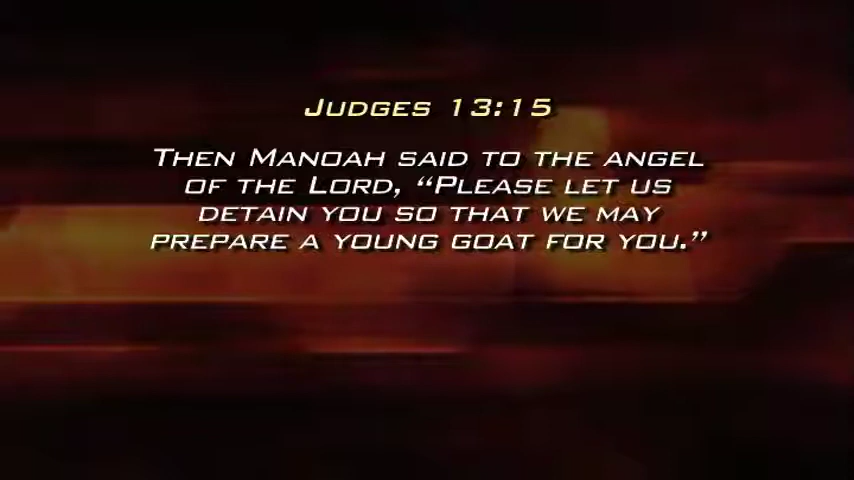 Judges 13:15
Then Manoah said to the angel
of the Lord, “Please let us
detain you so that we may
prepare a young goat for you.”